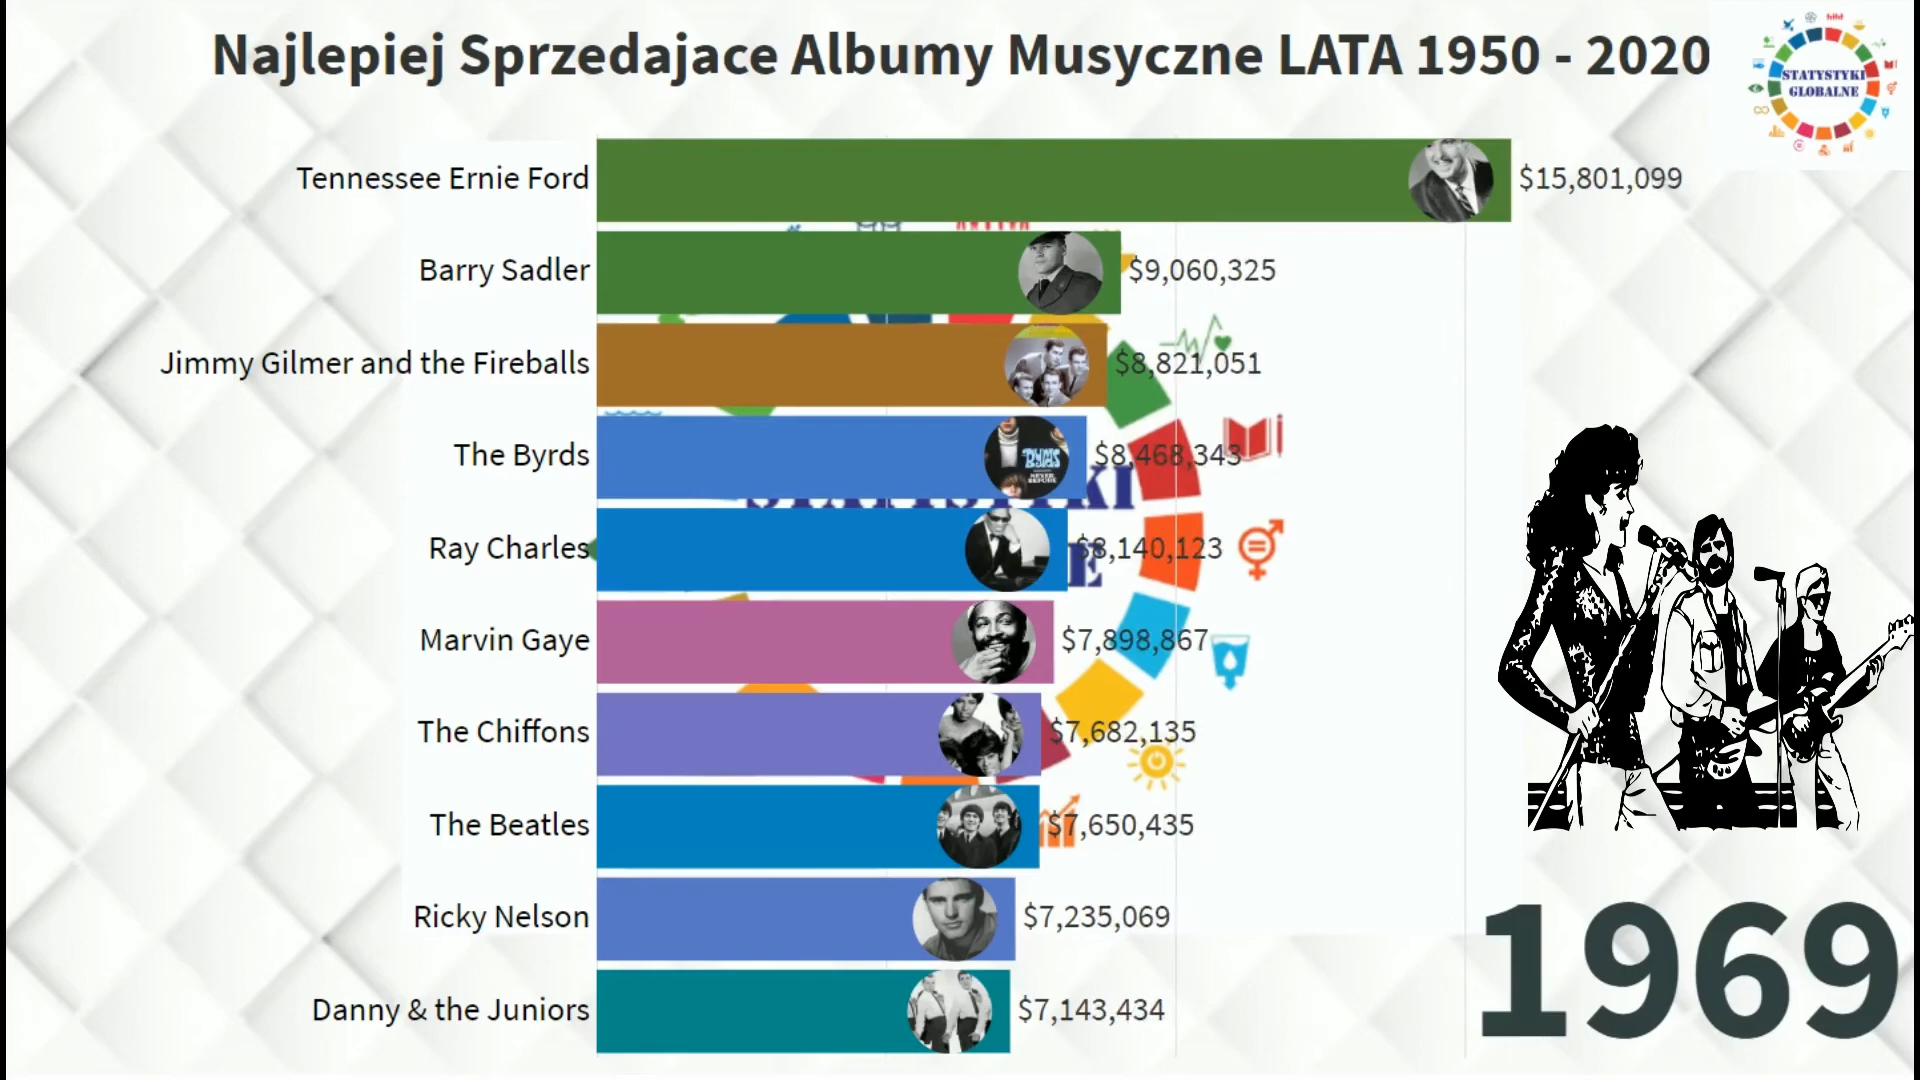 Najlepiej Sprzedajace Albumy Musyczne LATA 1950 - 2020
STATYSTYKI
GLOBALNE
Tennessee Ernie Ford $15,801,099
Barry Sadler $9,060,325
Jimmy Gilmer and the Fireballs $8,821,051
The Byrds $8,468,343
Ray Charles $8,140,123
Marvin Gaye $7,898,867
The Chiffons $7,682,135
The Beatles $7,650,435
Ricky Nelson $7,235,069
Danny & the Juniors $7,143,434
1969